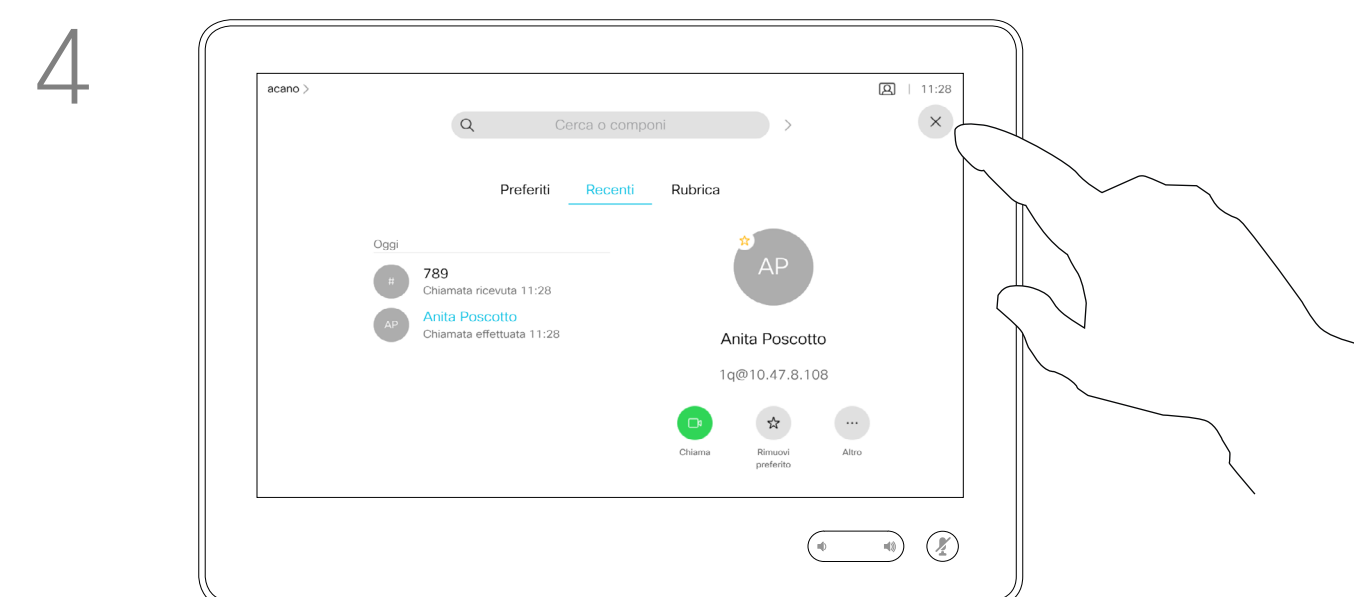 4
acano >
11:28
Cerca o componi
Preferiti Recenti Rubrica
Oggi
#
789
Chiamata ricevuta 11:28
AP
Anita Poscotto
Chiamata effettuata 11:28
AP
Anita Poscotto
1q@10.47.8.108
Chiama
Rimuovi
preferito
Altro